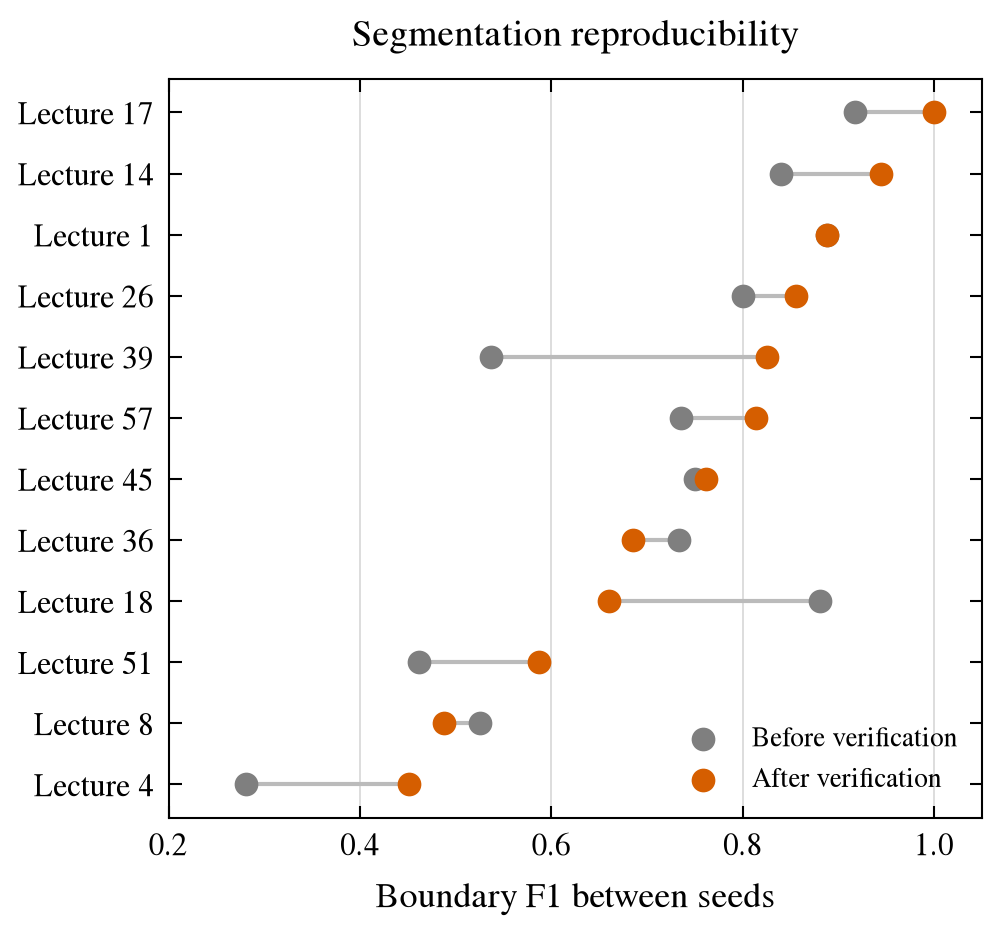 Segmentation reproducibility
Lecture 17
Lecture 14
Lecture 1
Lecture 26
Lecture 39
Lecture 57
Lecture 45
Lecture 36
Lecture 18
Lecture 51
Lecture 8
Lecture 4
Before verification
After verification
0.2 0.4 0.6 0.8 1.0
Boundary F1 between seeds